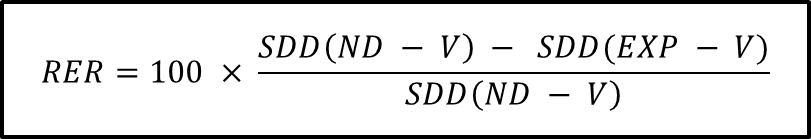 RER = 100 × (SDD(ND − V) − SDD(EXP − V)) / SDD(ND − V)